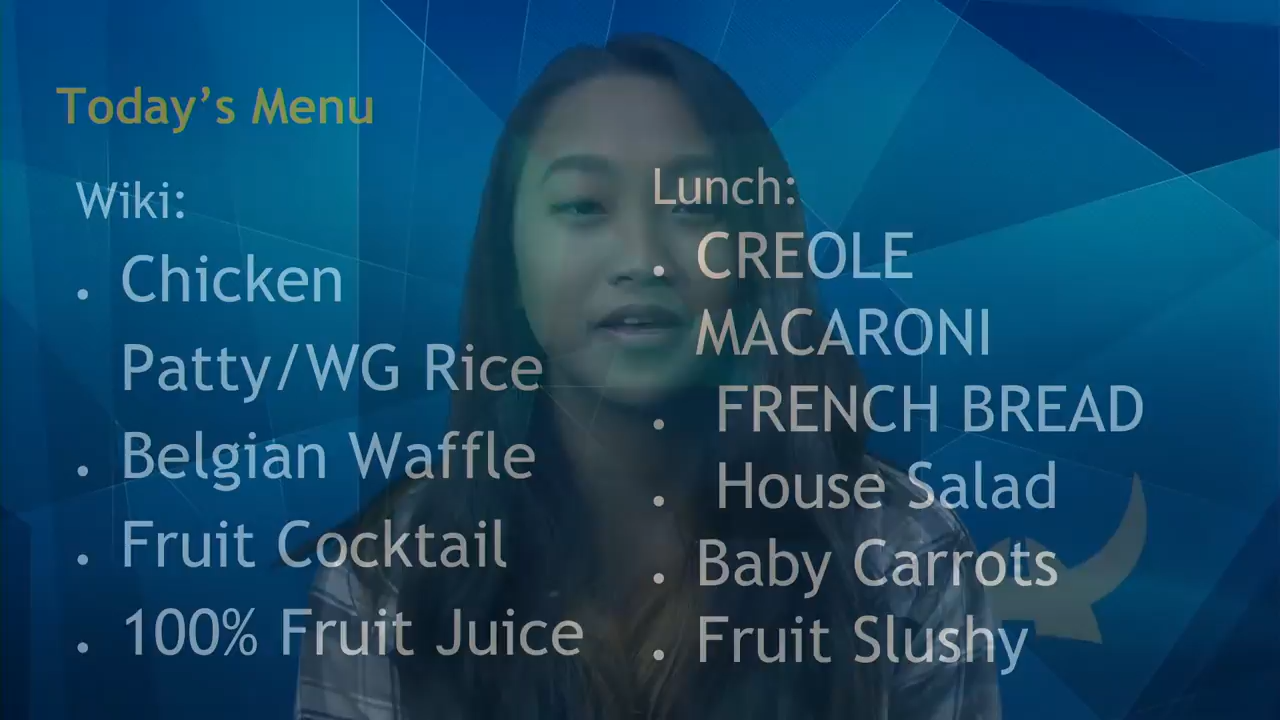 Today's Menu
Wiki:
. Chicken
Patty/WG Rice
. Belgian Waffle
. Fruit Cocktail
. 100% Fruit Juice
Lunch:
. CREOLE
MACARONI
. FRENCH BREAD
. House Salad
. Baby Carrots
. Fruit Slushy